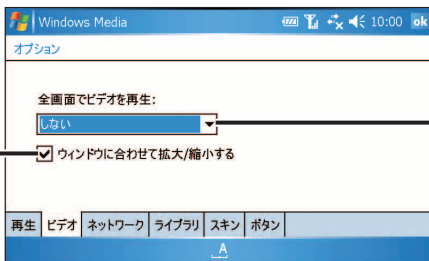 Windows Media 10:00 ok
オプション
全画面でビデオを再生:
しない
ウィンドウに合わせて拡大/縮小する
再生 ビデオ ネットワーク ライブラリ スキン ボタン
A